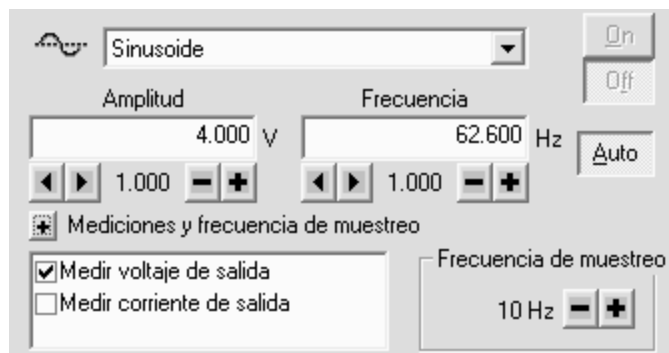 Sinusoide
On
Off
Amplitud Frecuencia
4.000 V 62.600 Hz
Auto
1.000 1.000
Mediciones y frecuencia de muestreo
Medir voltaje de salida
Medir corriente de salida
Frecuencia de muestreo
10 Hz